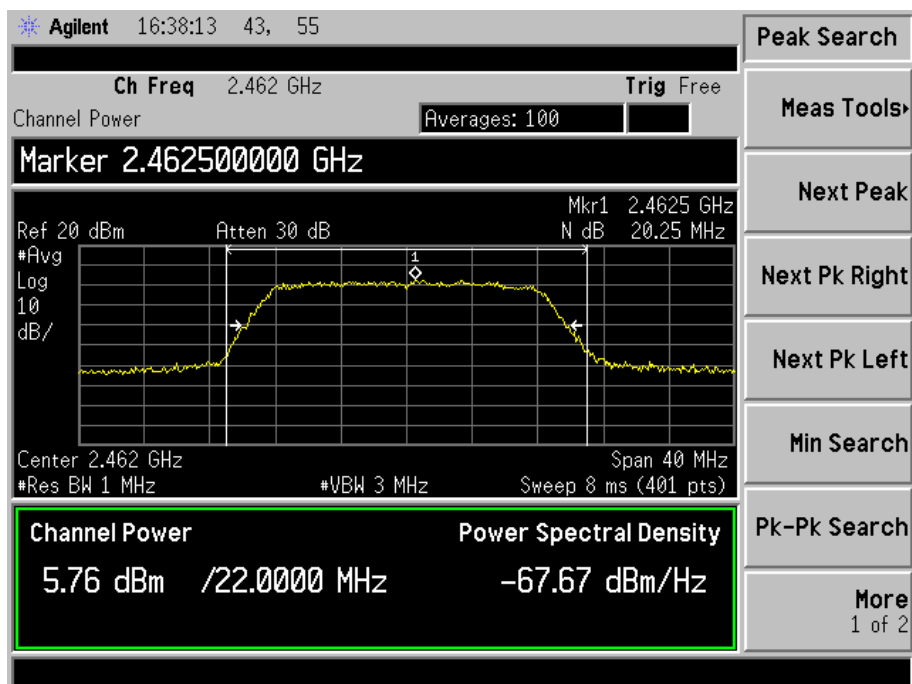 Agilent 16:38:13 43, 55
Peak Search
Ch Freq 2.462 GHz Trig Free
Channel Power Averages: 100
Meas Tools
Marker 2.462500000 GHz
Mkr1 2.4625 GHz
Ref 20 dBm Atten 30 dB N dB 20.25 MHz
Next Peak
#Avg
Log
10
dB/
1
Next Pk Right
Next Pk Left
Center 2.462 GHz Span 40 MHz
#Res BW 1 MHz #VBW 3 MHz Sweep 8 ms (401 pts)
Min Search
Channel Power Power Spectral Density
5.76 dBm /22.0000 MHz -67.67 dBm/Hz
Pk-Pk Search
More
1 of 2